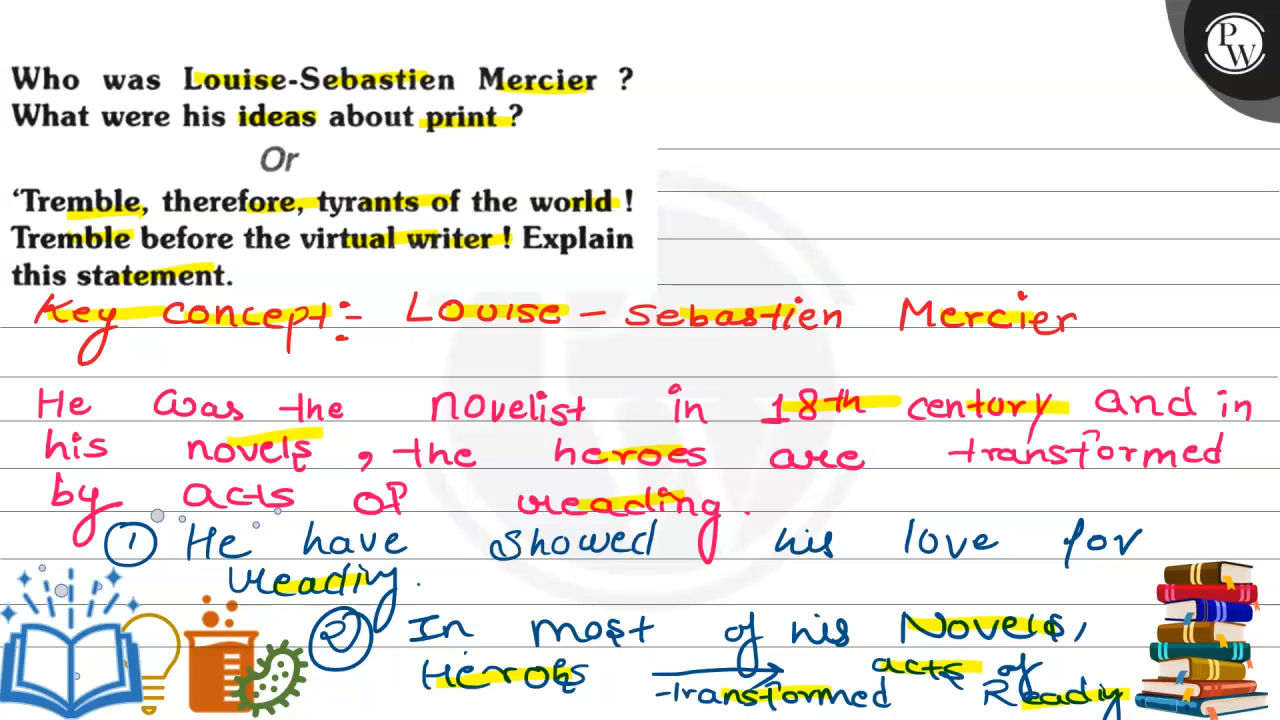 PW
Who was Louise-Sebastien Mercier ?
What were his ideas about print ?
Or
‘Tremble, therefore, tyrants of the world !
Tremble before the virtual writer ! Explain
this statement.
Key concept:- Louise - Sebastien Mercier
He was the novelist in 18th century and in
his novels, the heroes are transformed
by acts of reading.
① He have showed his love for
reading.
② In most of his Novels,
Heroes → transformed acts of
Reading